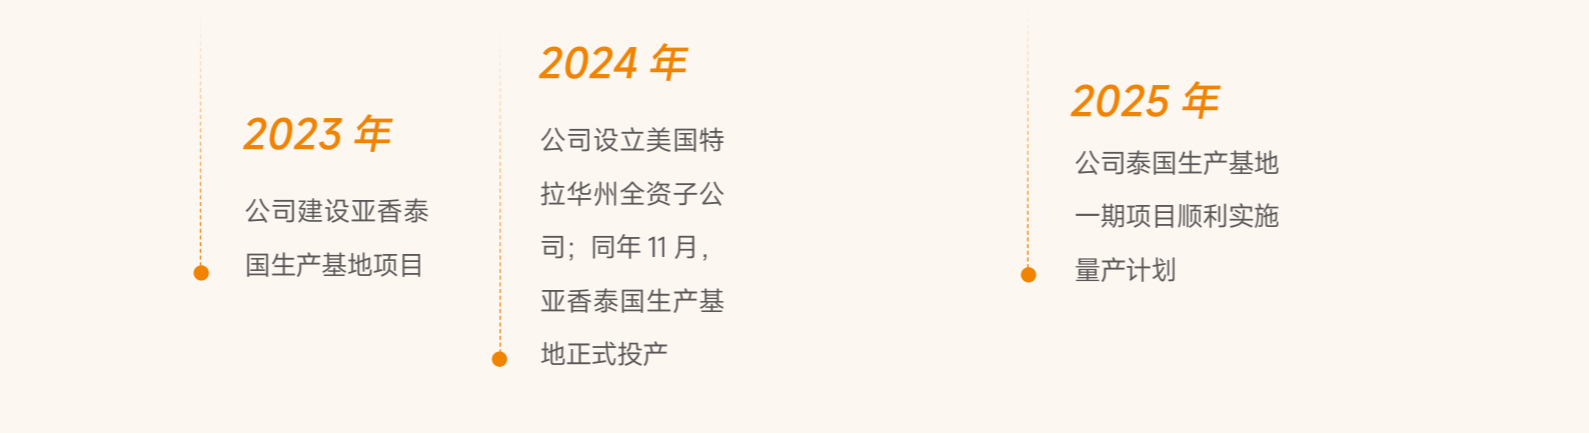 2023 年
公司建设亚香泰
国生产基地项目
2024 年
公司设立美国特
拉华州全资子公
司；同年 11 月，
亚香泰国生产基
地正式投产
2025 年
公司泰国生产基地
一期项目顺利实施
量产计划